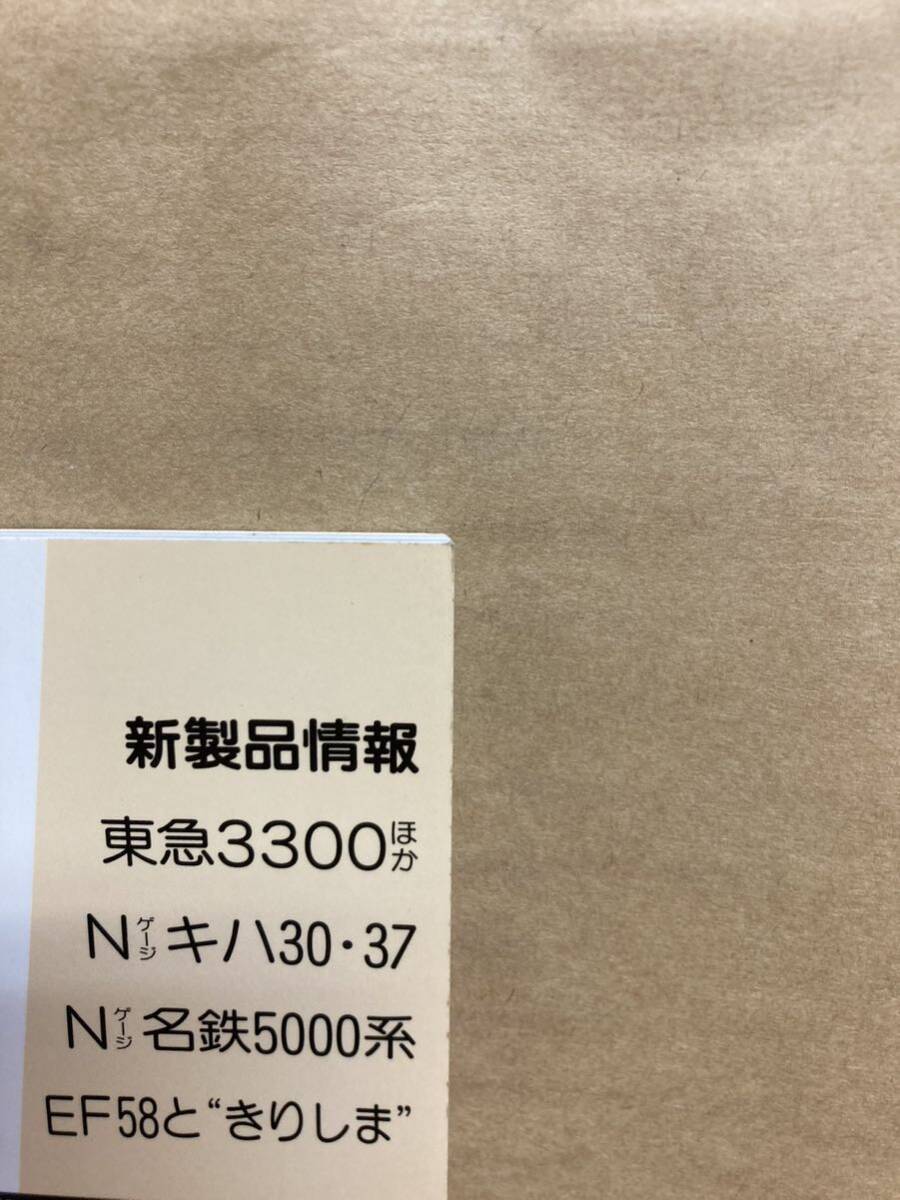 新製品情報
東急3300ほか
Nゲージキハ30・37
Nゲージ名鉄5000系
EF58と“きりしま”